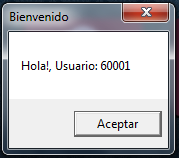 Bienvenido
Hola!, Usuario: 60001
Aceptar